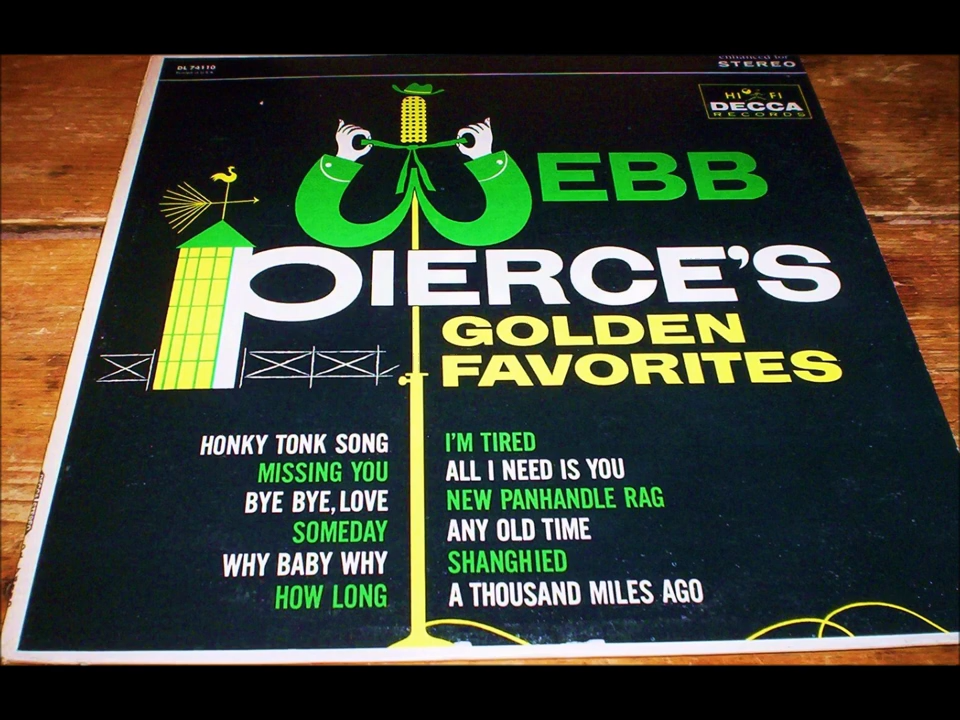 DL 74110
enhanced for
STEREO
HI FI
DECCA
RECORDS
WEBB
PIERCE'S
GOLDEN
FAVORITES
HONKY TONK SONG
MISSING YOU
BYE BYE, LOVE
SOMEDAY
WHY BABY WHY
HOW LONG
I'M TIRED
ALL I NEED IS YOU
NEW PANHANDLE RAG
ANY OLD TIME
SHANGHIED
A THOUSAND MILES AGO